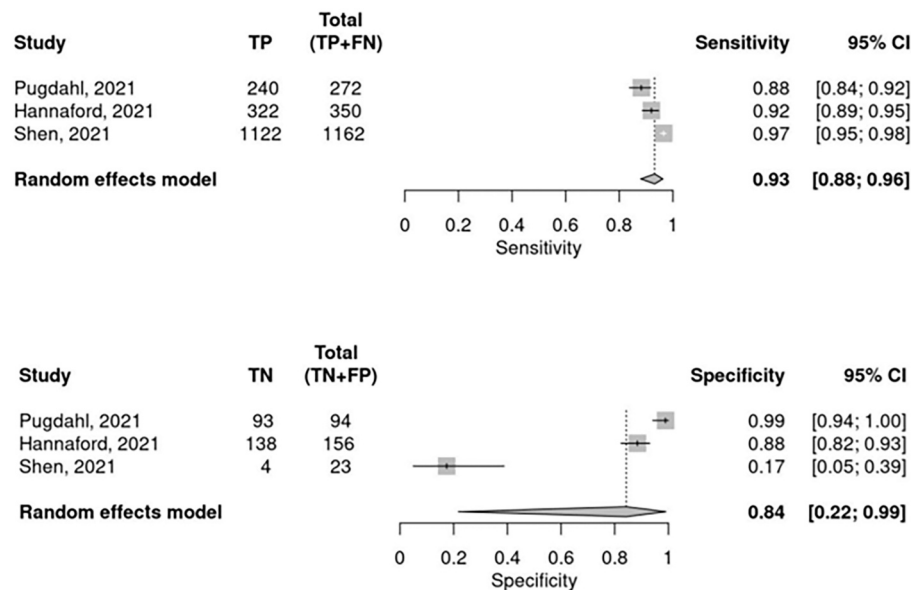 Study TP Total (TP+FN) Sensitivity 95% CI
Pugdahl, 2021 240 272 0.88 [0.84; 0.92]
Hannaford, 2021 322 350 0.92 [0.89; 0.95]
Shen, 2021 1122 1162 0.97 [0.95; 0.98]
Random effects model 0.93 [0.88; 0.96]
0 0.2 0.4 0.6 0.8 1
Sensitivity
Study TN Total (TN+FP) Specificity 95% CI
Pugdahl, 2021 93 94 0.99 [0.94; 1.00]
Hannaford, 2021 138 156 0.88 [0.82; 0.93]
Shen, 2021 4 23 0.17 [0.05; 0.39]
Random effects model 0.84 [0.22; 0.99]
0 0.2 0.4 0.6 0.8 1
Specificity